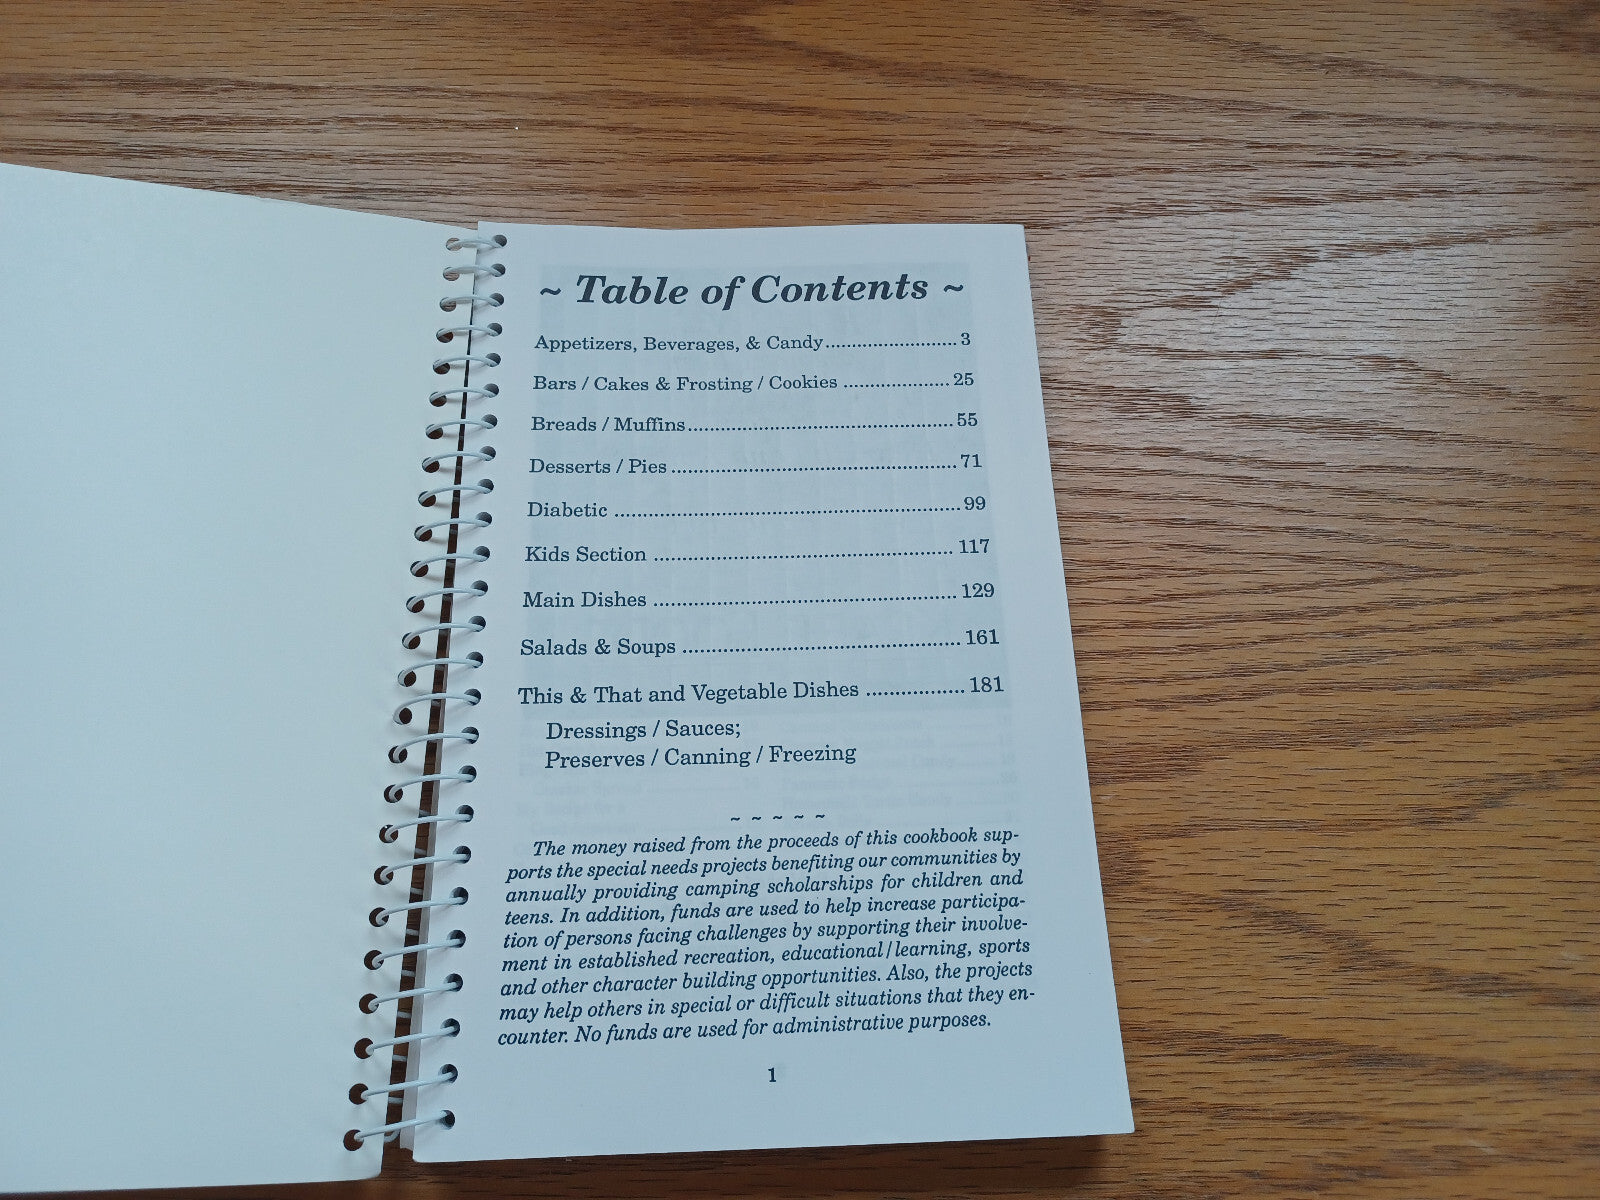 ~ Table of Contents ~
Appetizers, Beverages, & Candy......................... 3
Bars / Cakes & Frosting / Cookies .................... 25
Breads / Muffins.................................................. 55
Desserts / Pies ..................................................... 71
Diabetic ................................................................ 99
Kids Section ....................................................... 117
Main Dishes ....................................................... 129
Salads & Soups .................................................. 161
This & That and Vegetable Dishes ................. 181
Dressings / Sauces;
Preserves / Canning / Freezing
~ ~ ~ ~ ~
The money raised from the proceeds of this cookbook sup-
ports the special needs projects benefiting our communities by
annually providing camping scholarships for children and
teens. In addition, funds are used to help increase participa-
tion of persons facing challenges by supporting their involve-
ment in established recreation, educational/learning, sports
and other character building opportunities. Also, the projects
may help others in special or difficult situations that they en-
counter. No funds are used for administrative purposes.
1